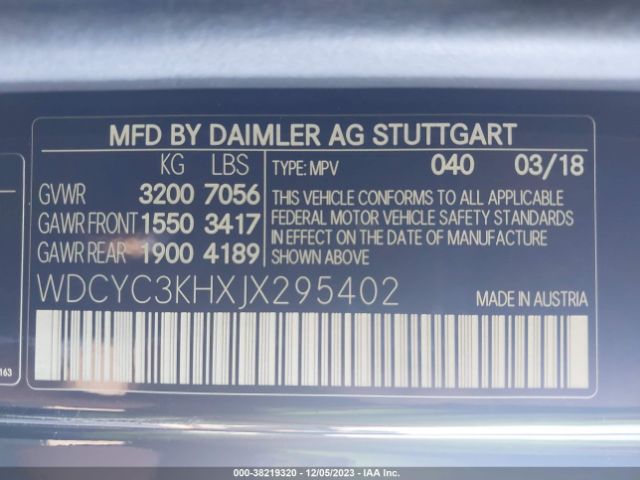 MFD BY DAIMLER AG STUTTGART
KG LBS TYPE: MPV 040 03/18
GVWR 3200 7056
GAWR FRONT 1550 3417
GAWR REAR 1900 4189
THIS VEHICLE CONFORMS TO ALL APPLICABLE
FEDERAL MOTOR VEHICLE SAFETY STANDARDS
IN EFFECT ON THE DATE OF MANUFACTURE
SHOWN ABOVE
WDCYC3KHXJX295402 MADE IN AUSTRIA
163
000-38219320 - 12/05/2023 - IAA Inc.